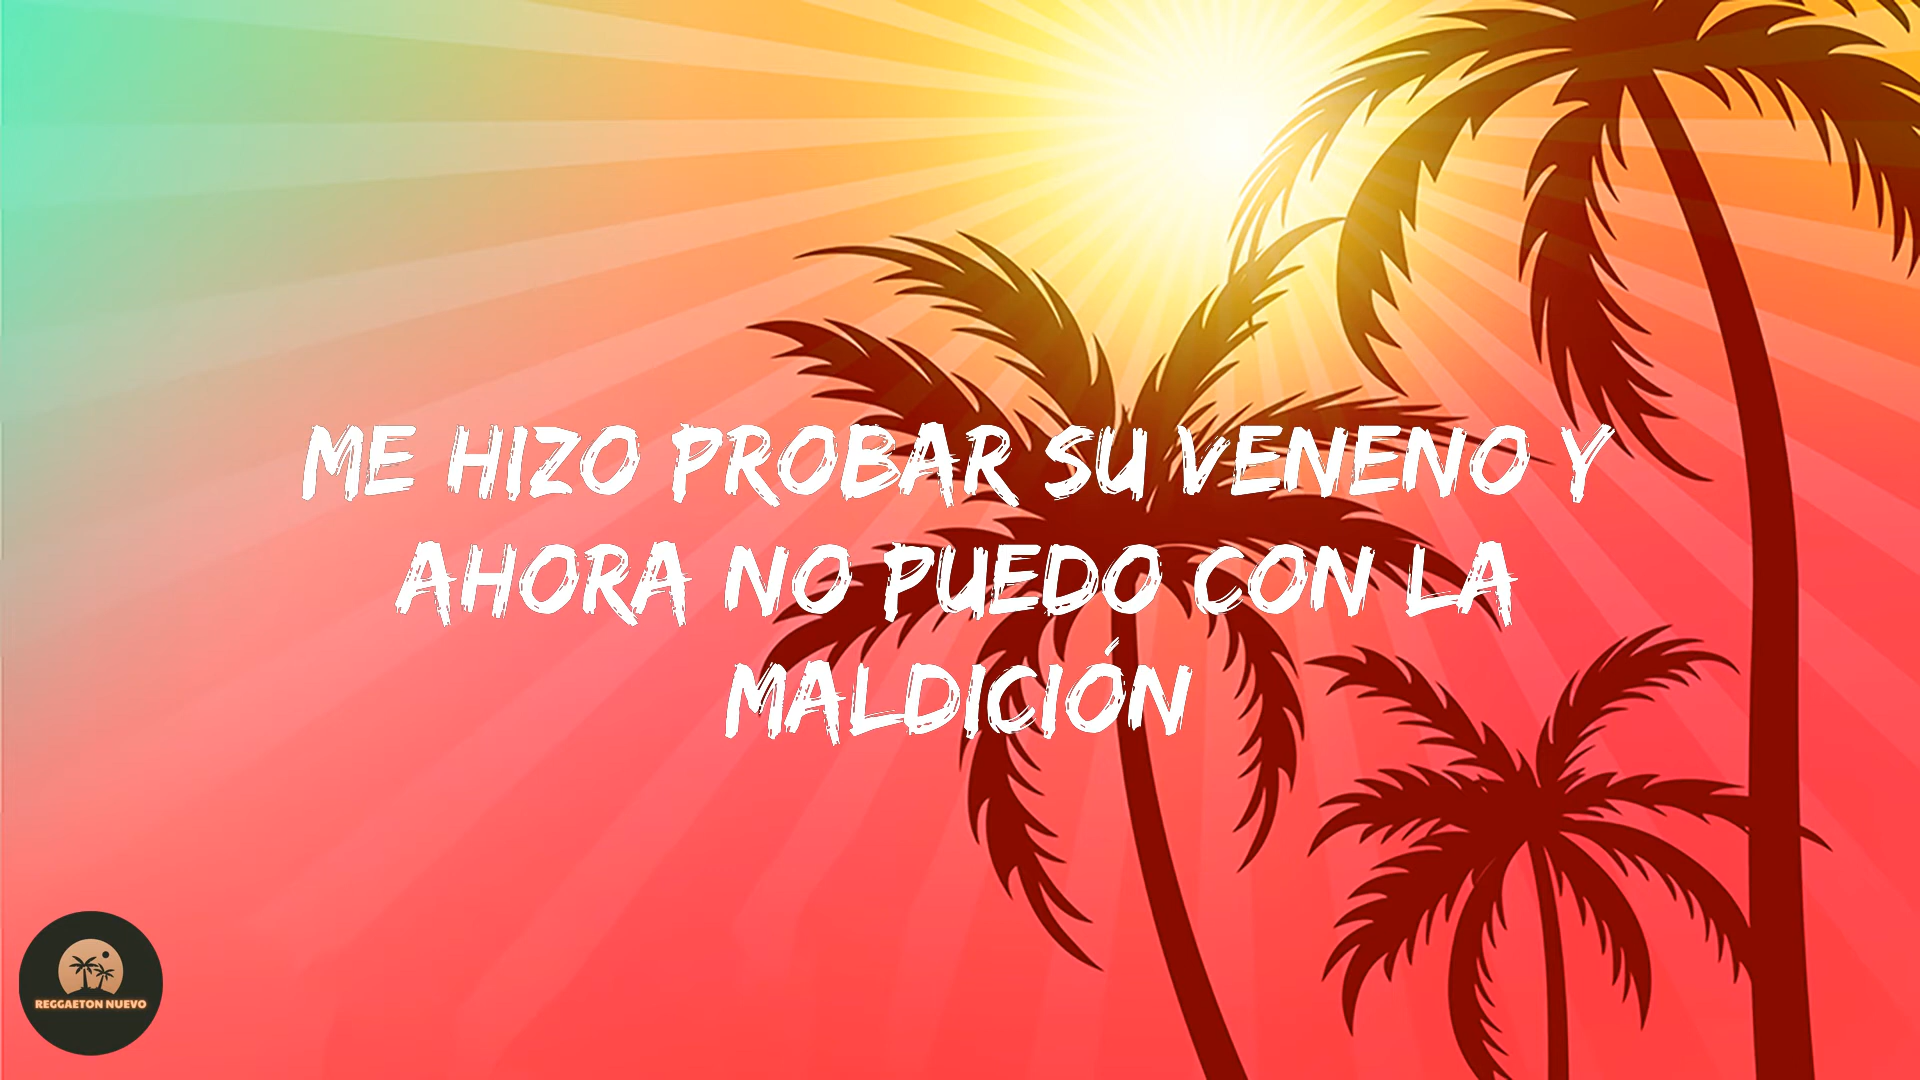 ME HIZO PROBAR SU VENENO Y
AHORA NO PUEDO CON LA
MALDICIÓN
REGGAETON NUEVO